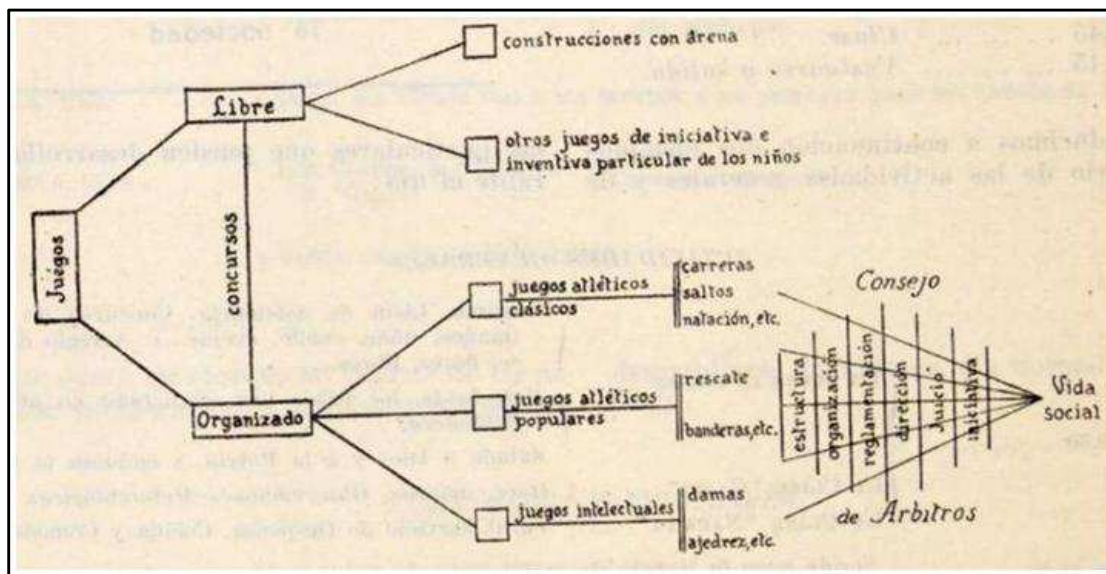 construcciones con arena
Libre
otros juegos de iniciativa e
inventiva particular de los niños
Juégos
concursos
juegos atléticos
clásicos
carreras
saltos
natación, etc.
Organizado
juegos atléticos
populares
rescate
banderas, etc.
juegos intelectuales
damas
ajedrez, etc.
Consejo
estructura
organización
reglamentación
dirección
Juicio
iniciativa
de Árbitros
Vida
social